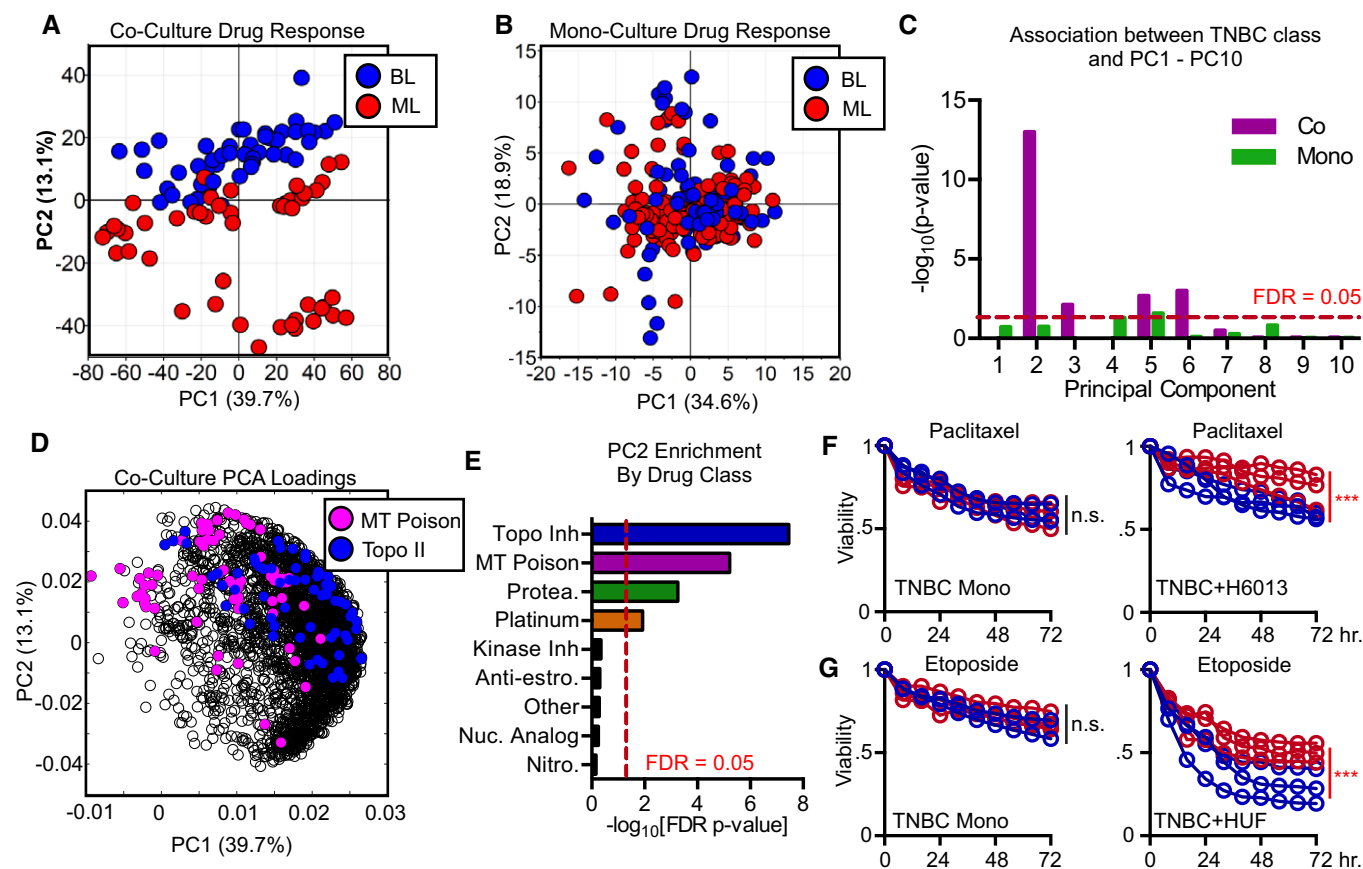 A
Co-Culture Drug Response
BL
ML
PC2 (13.1%)
40
20
0
-20
-40
-80 -60 -40 -20 0 20 40 60 80
PC1 (39.7%)
B
Mono-Culture Drug Response
BL
ML
PC2 (18.9%)
15
10
5
0
-5
-10
-15
-20 -15 -10 -5 0 5 10 15 20
PC1 (34.6%)
C
Association between TNBC class
and PC1 - PC10
Co
Mono
-log10(p-value)
15
10
5
0
FDR = 0.05
1 2 3 4 5 6 7 8 9 10
Principal Component
D
Co-Culture PCA Loadings
MT Poison
Topo II
PC2 (13.1%)
0.04
0.02
0
-0.02
-0.04
-0.01 0 0.01 0.02 0.03
PC1 (39.7%)
E
PC2 Enrichment
By Drug Class
Topo Inh
MT Poison
Protea.
Platinum
Kinase Inh
Anti-estro.
Other
Nuc. Analog
Nitro.
FDR = 0.05
0 2 4 6 8
-log10[FDR p-value]
F
Paclitaxel
Viability
1
.5
0
n.s.
TNBC Mono
0 24 48 72
Paclitaxel
1
.5
0
***
TNBC+H6013
0 24 48 72 hr.
G
Etoposide
Viability
1
.5
0
n.s.
TNBC Mono
0 24 48 72
Etoposide
1
.5
0
***
TNBC+HUF
0 24 48 72 hr.